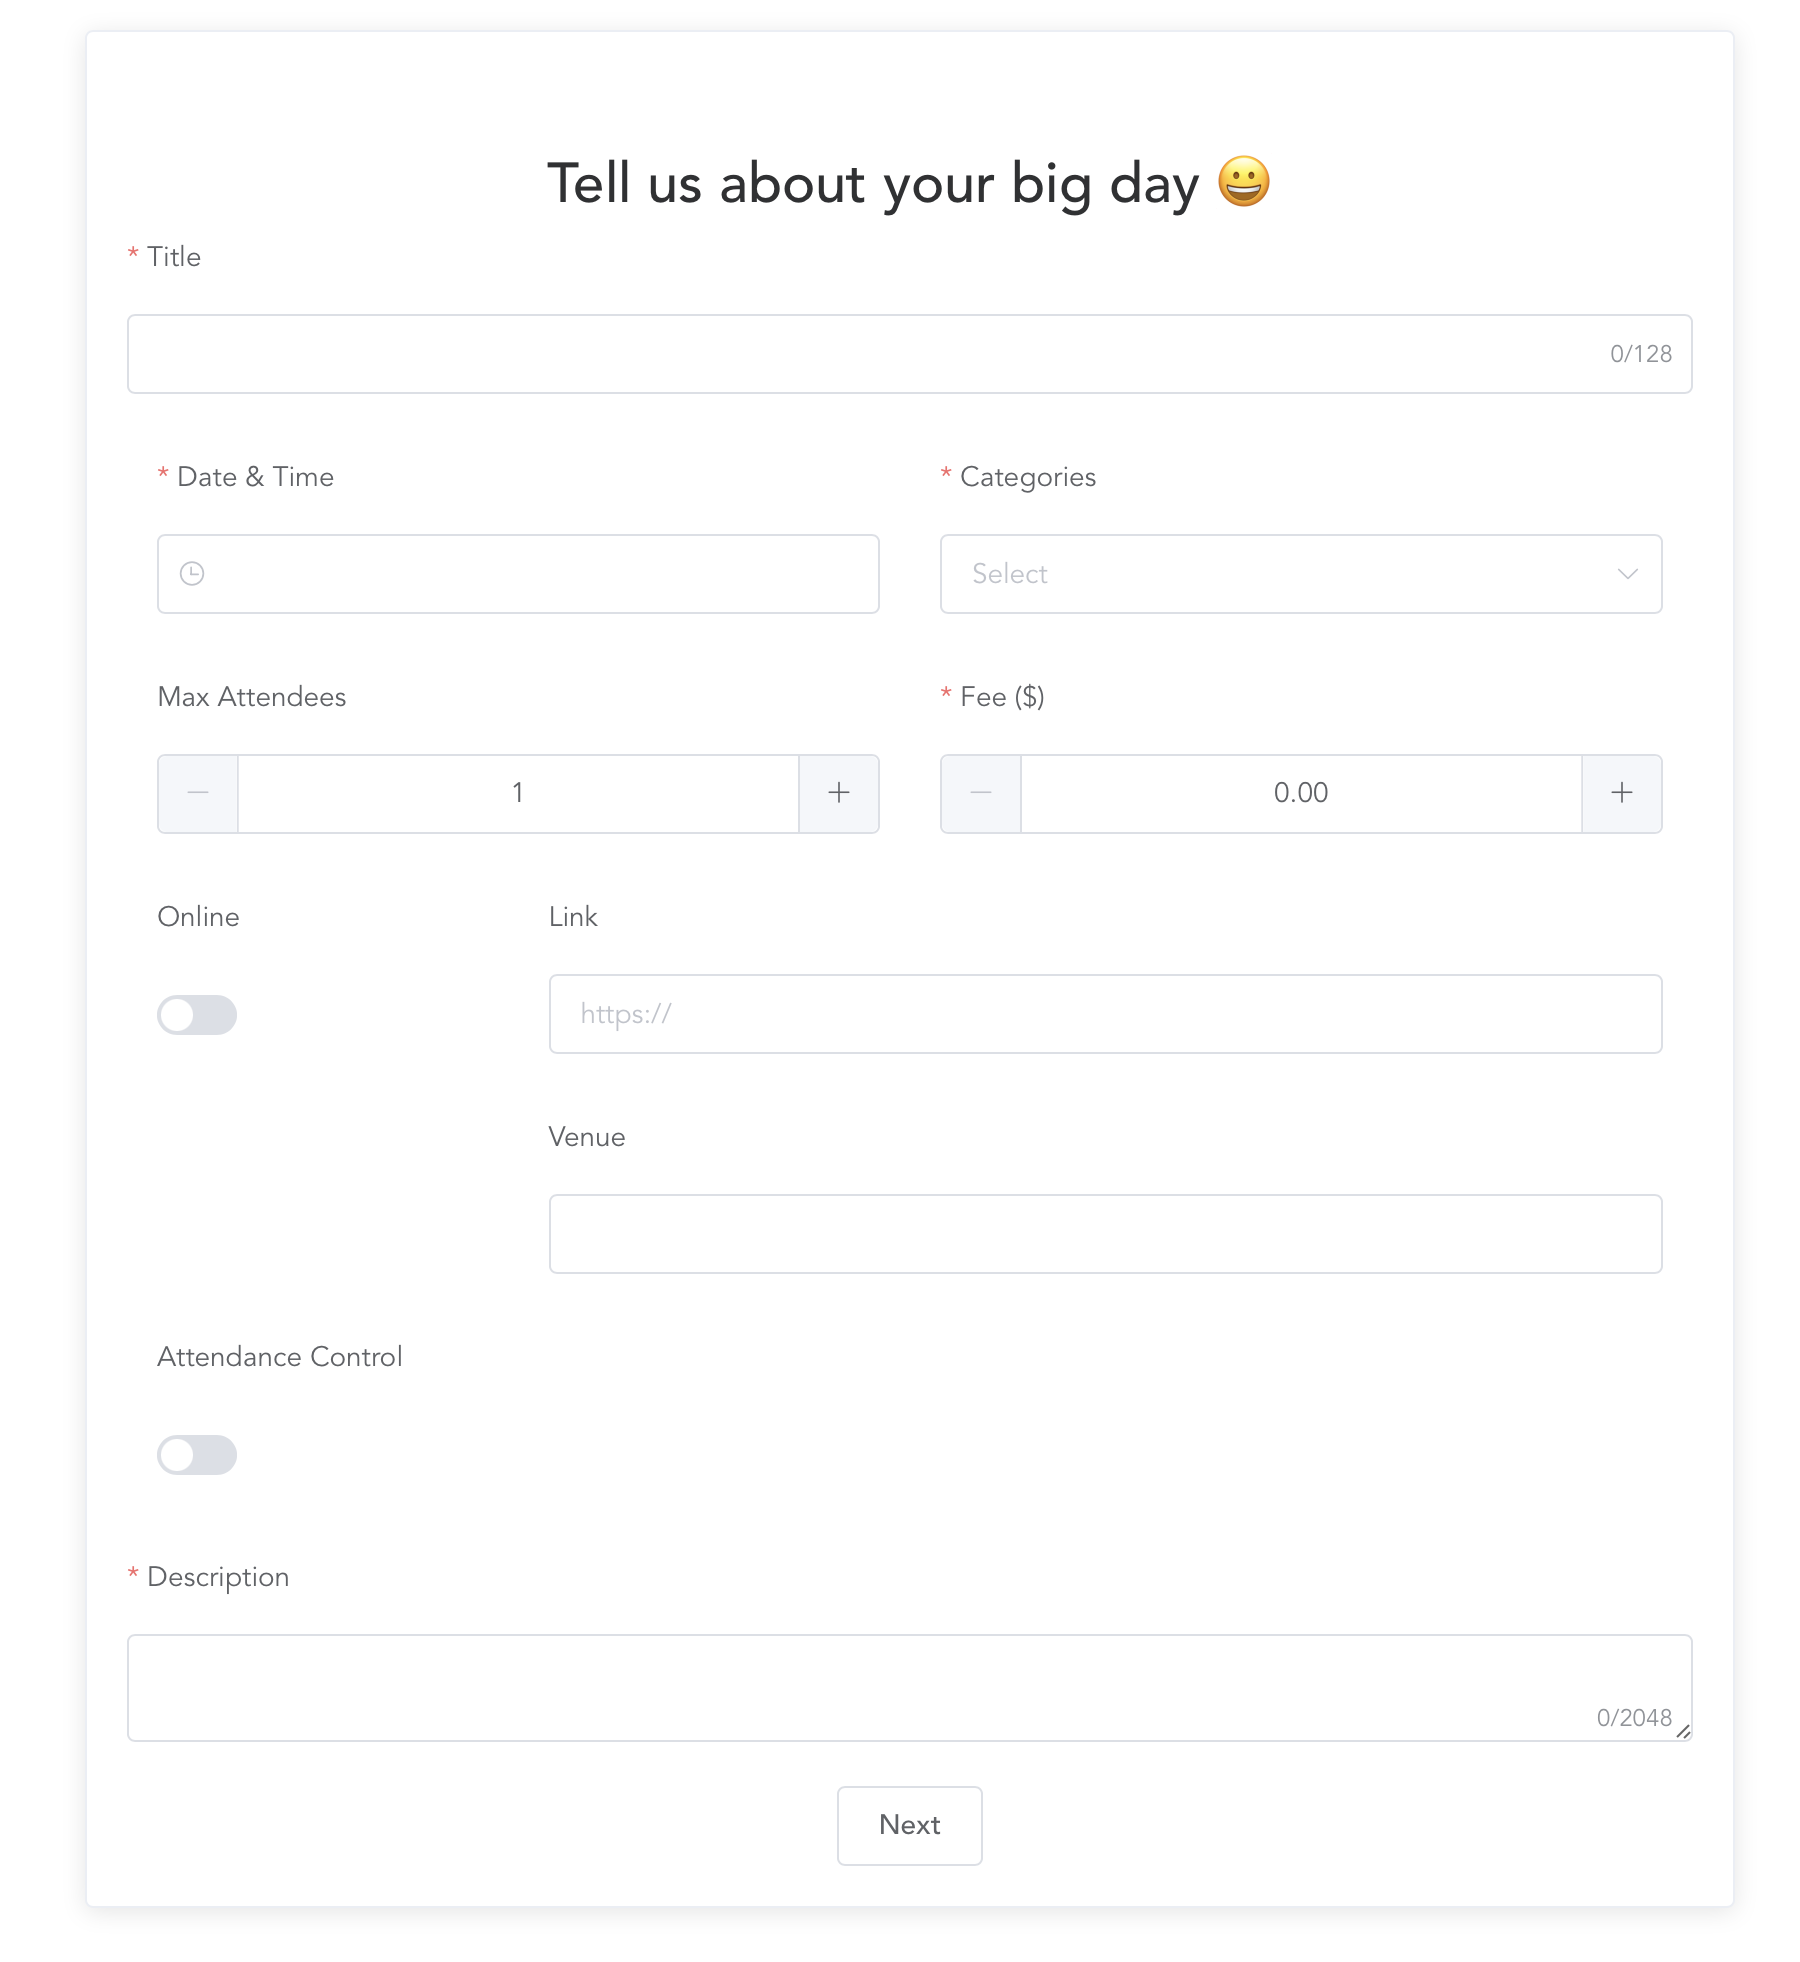 Tell us about your big day 😀
* Title
0/128
* Date & Time
* Categories
Select
Max Attendees
* Fee ($)
1
0.00
Online
Link
https://
Venue
Attendance Control
* Description
0/2048
Next